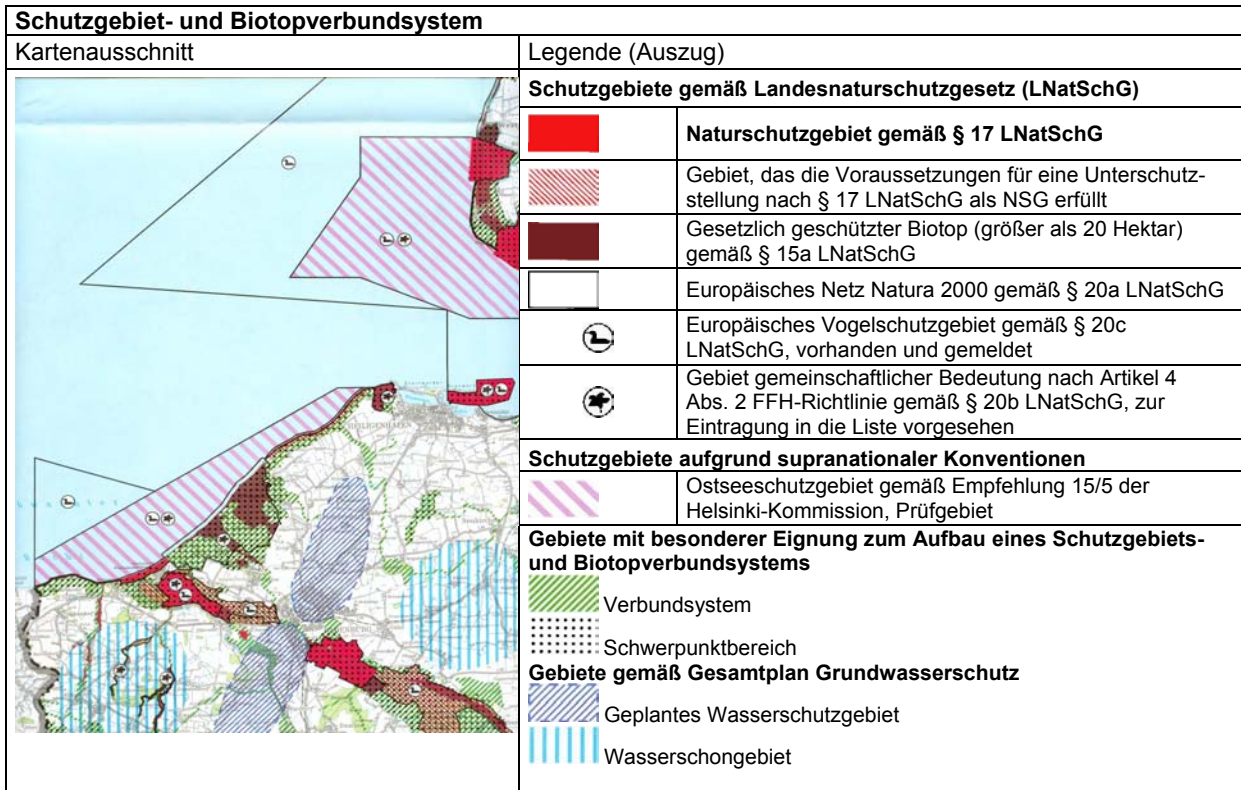 Schutzgebiet- und Biotopverbundsystem
Kartenausschnitt
Legende (Auszug)
Schutzgebiete gemäß Landesnaturschutzgesetz (LNatSchG)
Naturschutzgebiet gemäß § 17 LNatSchG
Gebiet, das die Voraussetzungen für eine Unterschutz-
stellung nach § 17 LNatSchG als NSG erfüllt
Gesetzlich geschützter Biotop (größer als 20 Hektar)
gemäß § 15a LNatSchG
Europäisches Netz Natura 2000 gemäß § 20a LNatSchG
Europäisches Vogelschutzgebiet gemäß § 20c
LNatSchG, vorhanden und gemeldet
Gebiet gemeinschaftlicher Bedeutung nach Artikel 4
Abs. 2 FFH-Richtlinie gemäß § 20b LNatSchG, zur
Eintragung in die Liste vorgesehen
Schutzgebiete aufgrund supranationaler Konventionen
Ostseeschutzgebiet gemäß Empfehlung 15/5 der
Helsinki-Kommission, Prüfgebiet
Gebiete mit besonderer Eignung zum Aufbau eines Schutzgebiets-
und Biotopverbundsystems
Verbundsystem
Schwerpunktbereich
Gebiete gemäß Gesamtplan Grundwasserschutz
Geplantes Wasserschutzgebiet
Wasserschongebiet